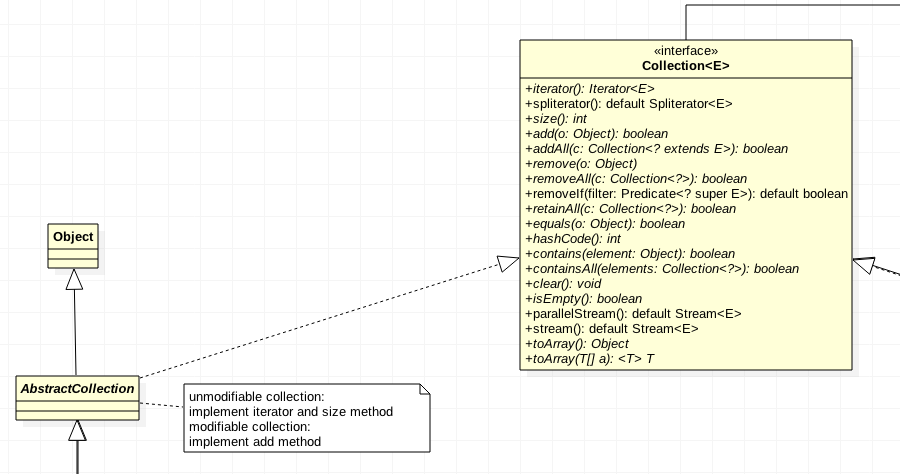 «interface»
Collection<E>
+iterator(): Iterator<E>
+spliterator(): default Spliterator<E>
+size(): int
+add(o: Object): boolean
+addAll(c: Collection<? extends E>): boolean
+remove(o: Object)
+removeAll(c: Collection<?>): boolean
+removeIf(filter: Predicate<? super E>): default boolean
+retainAll(c: Collection<?>): boolean
+equals(o: Object): boolean
+hashCode(): int
+contains(element: Object): boolean
+containsAll(elements: Collection<?>): boolean
+clear(): void
+isEmpty(): boolean
+parallelStream(): default Stream<E>
+stream(): default Stream<E>
+toArray(): Object
+toArray(T[] a): <T> T
Object
AbstractCollection
unmodifiable collection:
implement iterator and size method
modifiable collection:
implement add method